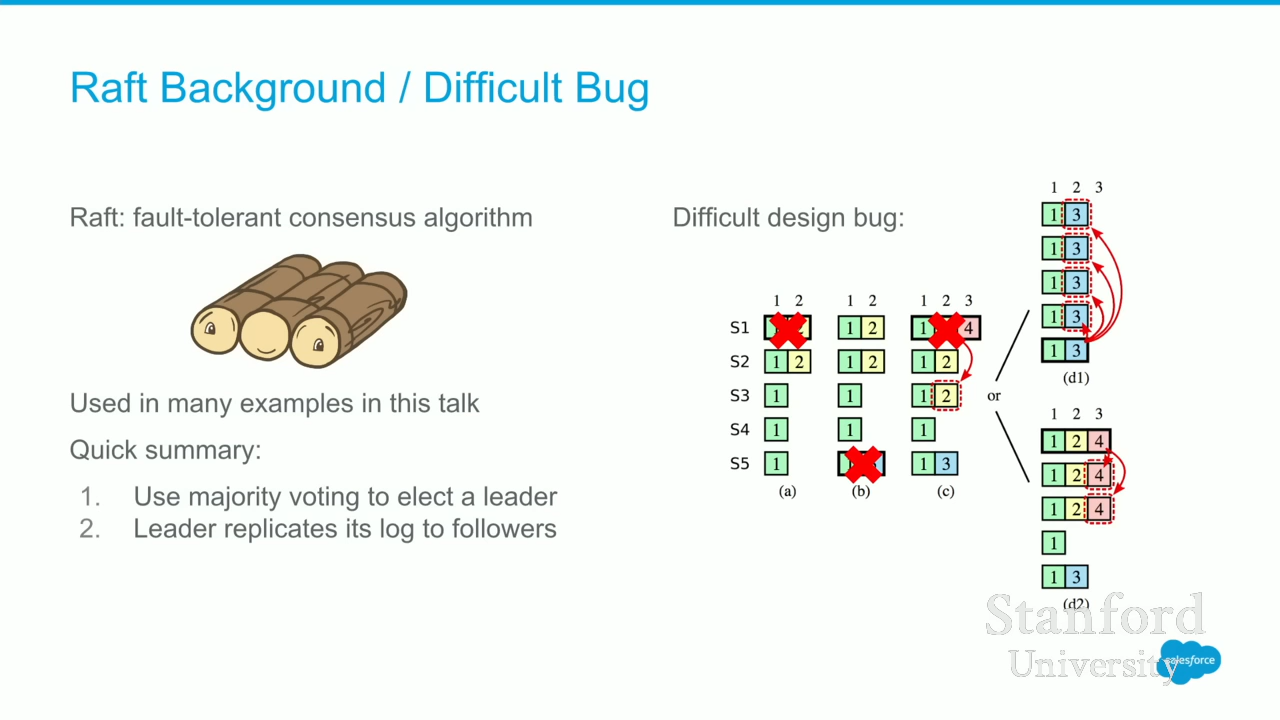 Raft Background / Difficult Bug
Raft: fault-tolerant consensus algorithm
Used in many examples in this talk
Quick summary:
1. Use majority voting to elect a leader
2. Leader replicates its log to followers
Difficult design bug:
1 2
S1
S2 1 2
S3 1
S4 1
S5 1
(a)
1 2
1 2
1 2
1
1
(b)
1 2 3
1 4
1 2
1 2
1
1 3
(c)
or
1 2 3
1 3
1 3
1 3
1 3
1 3
(d1)
1 2 3
1 2 4
1 2 4
1 2 4
1
1 3
(d2)
Stanford
University
salesforce